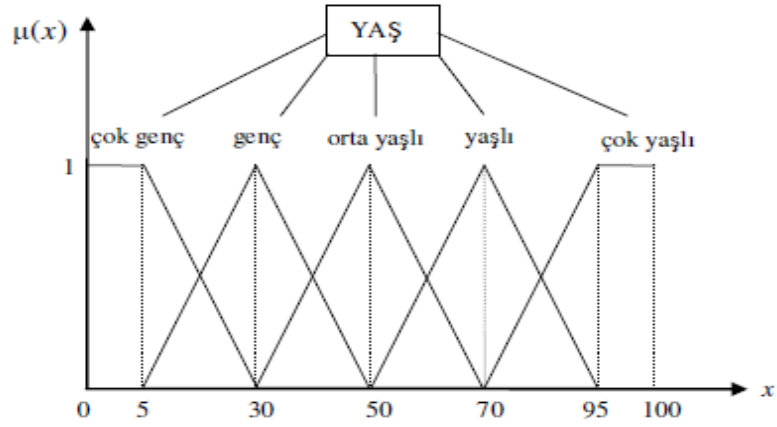 μ(x)
YAŞ
çok genç genç orta yaşlı yaşlı çok yaşlı
1
0 5 30 50 70 95 100 x